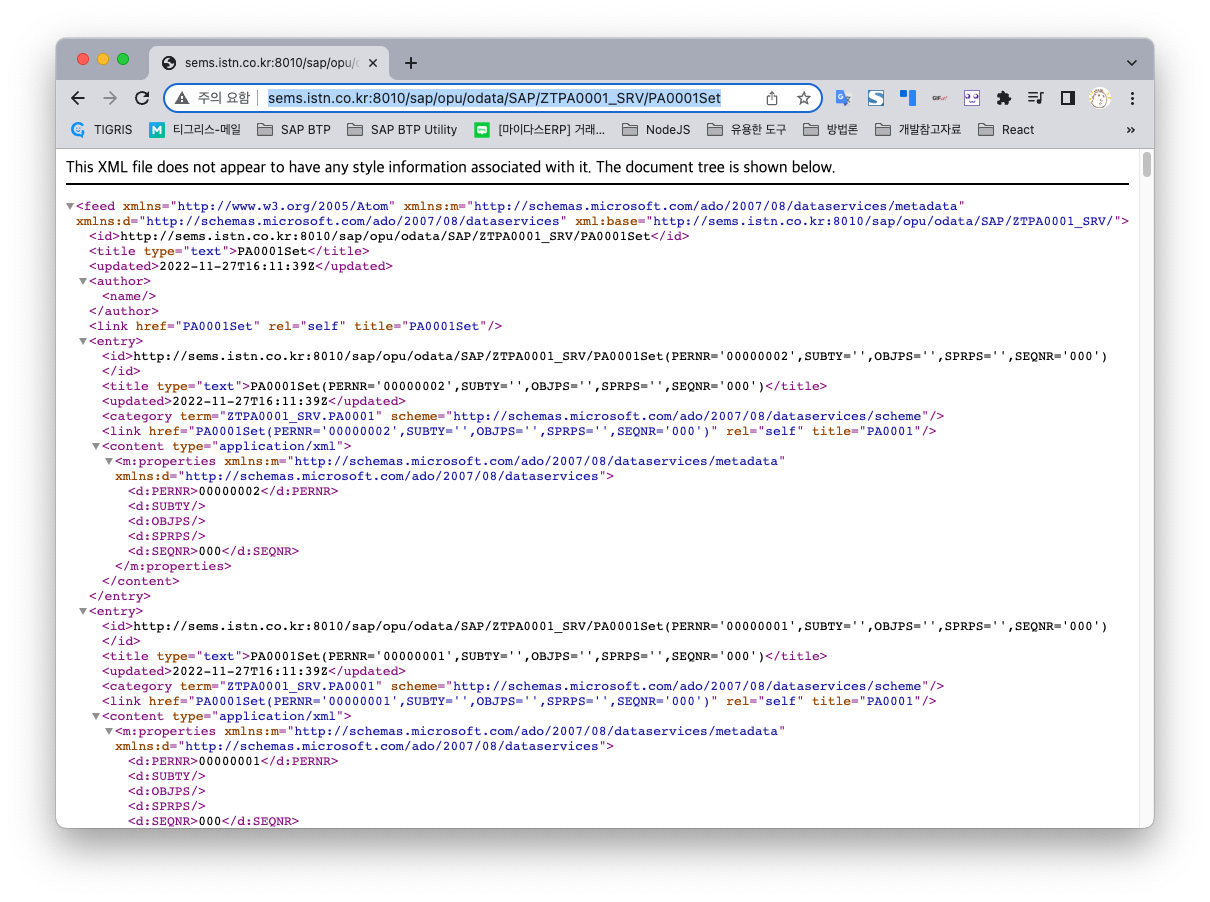 sems.istn.co.kr:8010/sap/opu/
주의 요함 sems.istn.co.kr:8010/sap/opu/odata/SAP/ZTPA0001_SRV/PA0001Set
TIGRIS 티그리스-메일 SAP BTP SAP BTP Utility [마이다스ERP] 거래... NodeJS 유용한 도구 방법론 개발참고자료 React »
This XML file does not appear to have any style information associated with it. The document tree is shown below.
<feed xmlns="http://www.w3.org/2005/Atom" xmlns:m="http://schemas.microsoft.com/ado/2007/08/dataservices/metadata"
xmlns:d="http://schemas.microsoft.com/ado/2007/08/dataservices" xml:base="http://sems.istn.co.kr:8010/sap/opu/odata/SAP/ZTPA0001_SRV/">
<id>http://sems.istn.co.kr:8010/sap/opu/odata/SAP/ZTPA0001_SRV/PA0001Set</id>
<title type="text">PA0001Set</title>
<updated>2022-11-27T16:11:39Z</updated>
<author>
<name/>
</author>
<link href="PA0001Set" rel="self" title="PA0001Set"/>
<entry>
<id>http://sems.istn.co.kr:8010/sap/opu/odata/SAP/ZTPA0001_SRV/PA0001Set(PERNR='00000002',SUBTY='',OBJPS='',SPRPS='',SEQNR='000')
</id>
<title type="text">PA0001Set(PERNR='00000002',SUBTY='',OBJPS='',SPRPS='',SEQNR='000')</title>
<updated>2022-11-27T16:11:39Z</updated>
<category term="ZTPA0001_SRV.PA0001" scheme="http://schemas.microsoft.com/ado/2007/08/dataservices/scheme"/>
<link href="PA0001Set(PERNR='00000002',SUBTY='',OBJPS='',SPRPS='',SEQNR='000')" rel="self" title="PA0001"/>
<content type="application/xml">
<m:properties xmlns:m="http://schemas.microsoft.com/ado/2007/08/dataservices/metadata"
xmlns:d="http://schemas.microsoft.com/ado/2007/08/dataservices">
<d:PERNR>00000002</d:PERNR>
<d:SUBTY/>
<d:OBJPS/>
<d:SPRPS/>
<d:SEQNR>000</d:SEQNR>
</m:properties>
</content>
</entry>
<entry>
<id>http://sems.istn.co.kr:8010/sap/opu/odata/SAP/ZTPA0001_SRV/PA0001Set(PERNR='00000001',SUBTY='',OBJPS='',SPRPS='',SEQNR='000')
</id>
<title type="text">PA0001Set(PERNR='00000001',SUBTY='',OBJPS='',SPRPS='',SEQNR='000')</title>
<updated>2022-11-27T16:11:39Z</updated>
<category term="ZTPA0001_SRV.PA0001" scheme="http://schemas.microsoft.com/ado/2007/08/dataservices/scheme"/>
<link href="PA0001Set(PERNR='00000001',SUBTY='',OBJPS='',SPRPS='',SEQNR='000')" rel="self" title="PA0001"/>
<content type="application/xml">
<m:properties xmlns:m="http://schemas.microsoft.com/ado/2007/08/dataservices/metadata"
xmlns:d="http://schemas.microsoft.com/ado/2007/08/dataservices">
<d:PERNR>00000001</d:PERNR>
<d:SUBTY/>
<d:OBJPS/>
<d:SPRPS/>
<d:SEQNR>000</d:SEQNR>